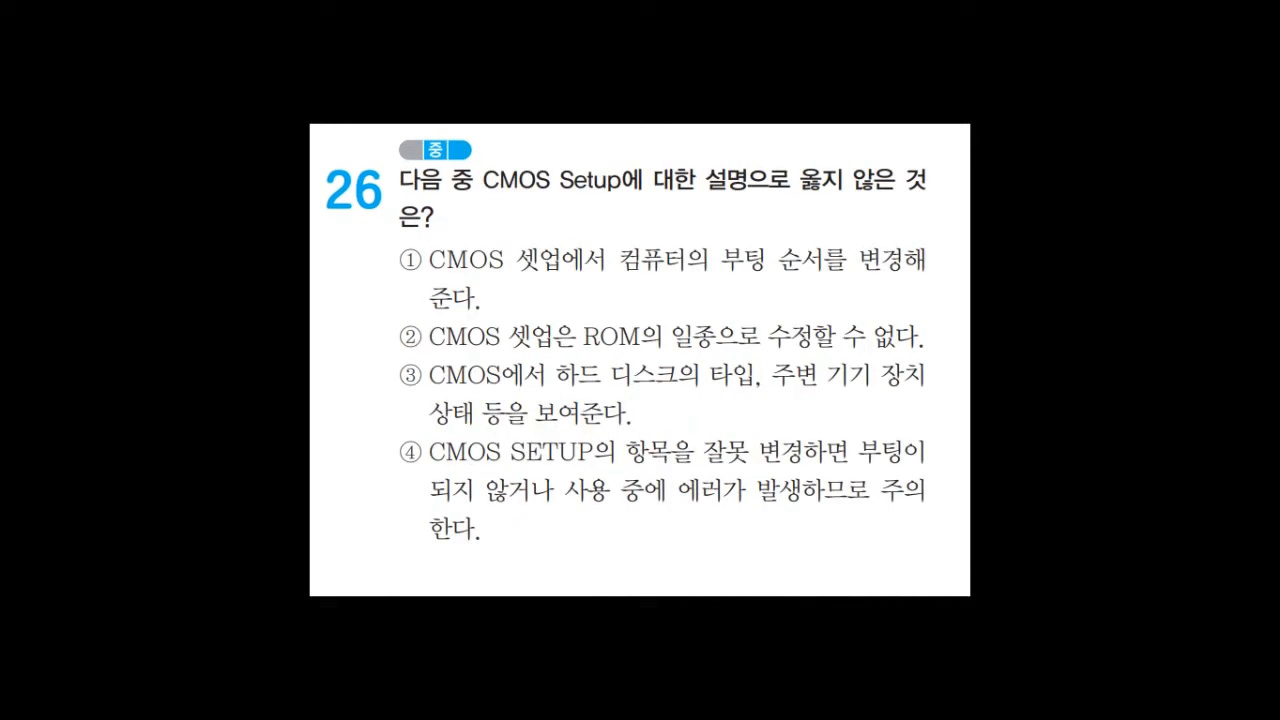 중
26 다음 중 CMOS Setup에 대한 설명으로 옳지 않은 것
은?
① CMOS 셋업에서 컴퓨터의 부팅 순서를 변경해
준다.
② CMOS 셋업은 ROM의 일종으로 수정할 수 없다.
③ CMOS에서 하드 디스크의 타입, 주변 기기 장치
상태 등을 보여준다.
④ CMOS SETUP의 항목을 잘못 변경하면 부팅이
되지 않거나 사용 중에 에러가 발생하므로 주의
한다.